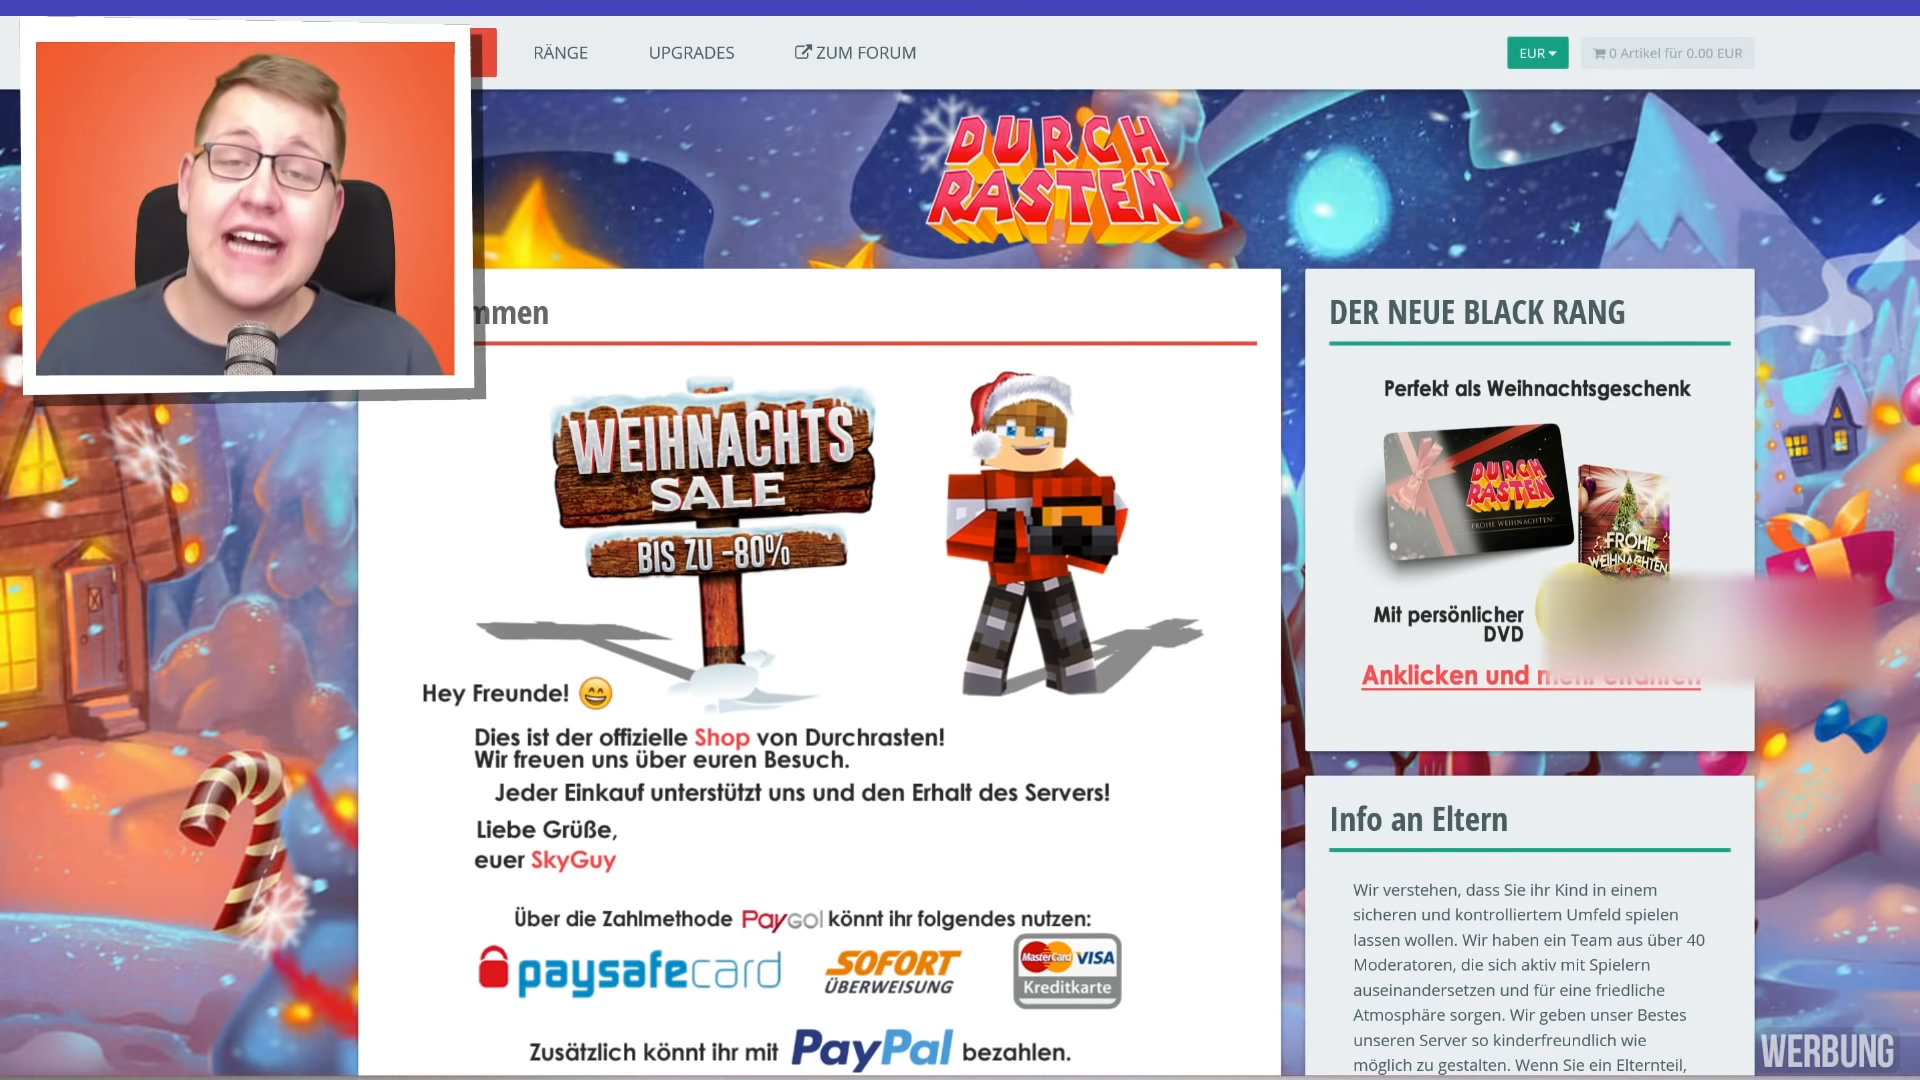 RÄNGE
UPGRADES
ZUM FORUM
EUR
0 Artikel für 0.00 EUR
DURCH
RASTEN
mmen
WEIHNACHTS
SALE
BIS ZU -80%
Hey Freunde!
Dies ist der offizielle Shop von Durchrasten!
Wir freuen uns über euren Besuch.
Jeder Einkauf unterstützt uns und den Erhalt des Servers!
Liebe Grüße,
euer SkyGuy
Über die Zahlmethode Paygol könnt ihr folgendes nutzen:
paysafecard
SOFORT
ÜBERWEISUNG
MasterCard VISA
Kreditkarte
Zusätzlich könnt ihr mit PayPal bezahlen.
DER NEUE BLACK RANG
Perfekt als Weihnachtsgeschenk
DURCH
RASTEN
FROHE WEIHNACHTEN
FROHE
WEIHNACHTEN
Mit persönlicher
DVD
Anklicken und mehr erfahren
Info an Eltern
Wir verstehen, dass Sie ihr Kind in einem
sicheren und kontrolliertem Umfeld spielen
lassen wollen. Wir haben ein Team aus über 40
Moderatoren, die sich aktiv mit Spielern
auseinandersetzen und für eine friedliche
Atmosphäre sorgen. Wir geben unser Bestes
unseren Server so kinderfreundlich wie
möglich zu gestalten. Wenn Sie ein Elternteil,
WERBUNG